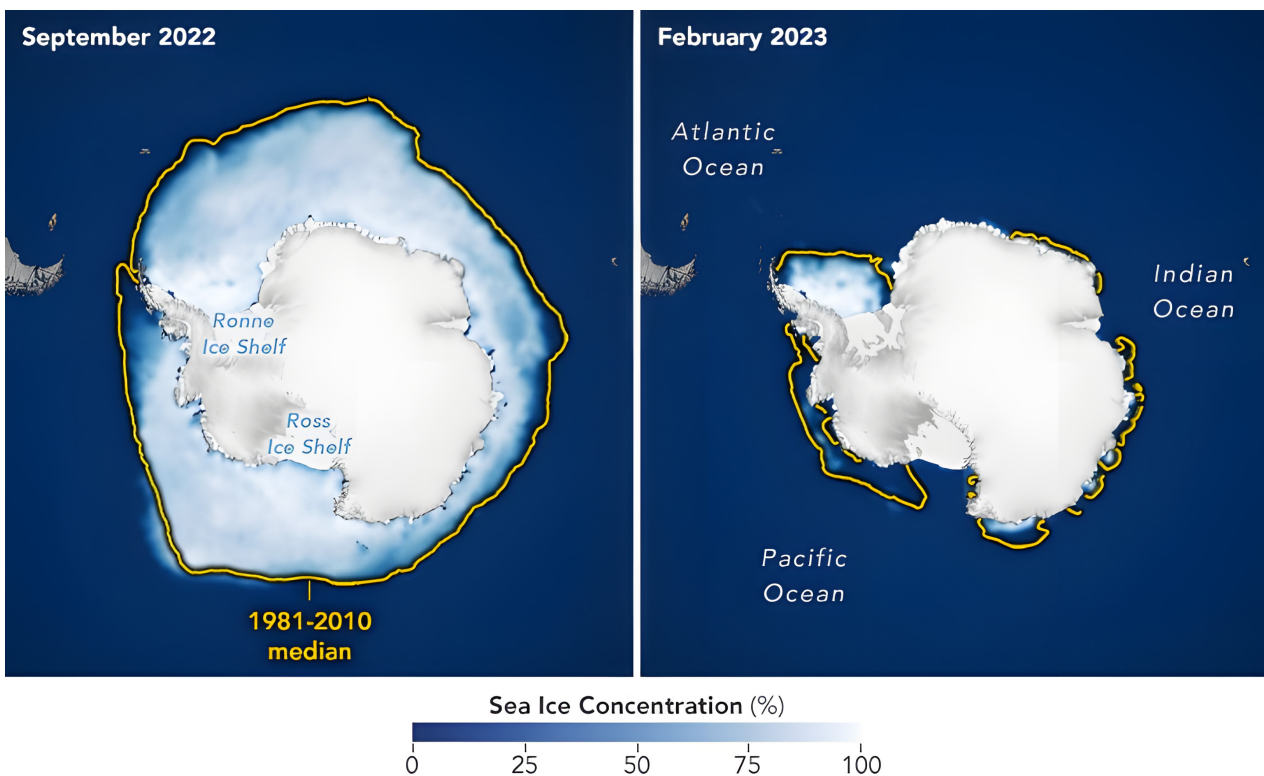 September 2022
Ronne
Ice Shelf
Ross
Ice Shelf
1981-2010
median
February 2023
Atlantic
Ocean
Indian
Ocean
Pacific
Ocean
Sea Ice Concentration (%)
0 25 50 75 100